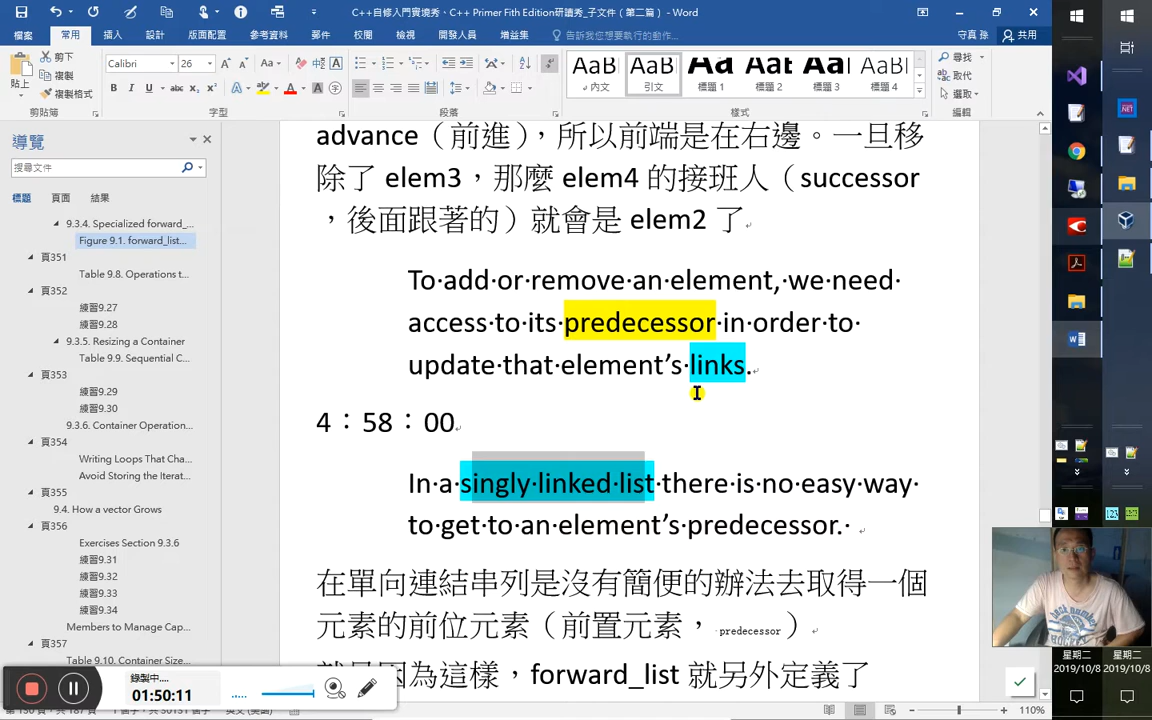 C++自修入門實境秀、C++ Primer Fifth Edition研讀秀_子文件（第二篇） - Word
檔案 常用 插入 設計 版面配置 參考資料 郵件 校閱 檢視 開發人員 增益集 告訴我您想要執行的動作... 守真 孫 共用
貼上 剪下 複製 複製格式
Calibri 26
內文 引文 標題 1 標題 2 標題 3 標題 4
尋找 取代 選取
剪貼簿 字型 段落 樣式 編輯
導覽
搜尋文件
標題 頁面 結果
9.3.4. Specialized forward_...
Figure 9.1. forward_list...
頁351
Table 9.8. Operations t...
頁352
練習9.27
練習9.28
9.3.5. Resizing a Container
Table 9.9. Sequential C...
頁353
練習9.29
練習9.30
9.3.6. Container Operation...
頁354
Writing Loops That Cha...
Avoid Storing the Iterat...
頁355
9.4. How a vector Grows
頁356
Exercises Section 9.3.6
練習9.31
練習9.32
練習9.33
練習9.34
Members to Manage Cap...
頁357
Table 9.10. Container Size...
advance（前進），所以前端是在右邊。一旦移
除了 elem3，那麼 elem4 的接班人（successor
，後面跟著的）就會是 elem2 了
To add or remove an element, we need
access to its predecessor in order to
update that element’s links.
4：58：00
In a singly linked list there is no easy way
to get to an element’s predecessor.
在單向連結串列是沒有簡便的辦法去取得一個
元素的前位元素（前置元素， predecessor）
就是因為這樣，forward_list 就另外定義了
錄製中....
01:50:11
110%
星期二
2019/10/8
星期二
2019/10/8